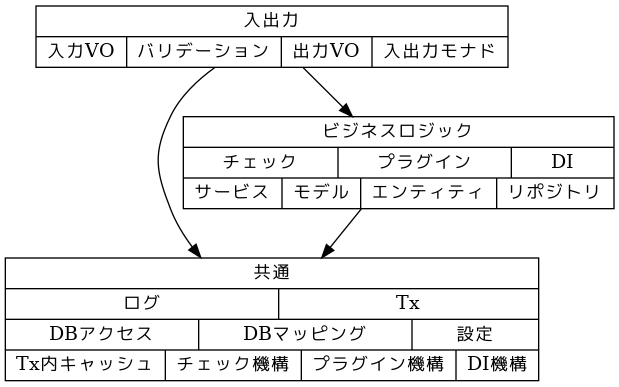 入出力
入力VO バリデーション 出力VO 入出力モナド
ビジネスロジック
チェック プラグイン DI
サービス モデル エンティティ リポジトリ
共通
ログ Tx
DBアクセス DBマッピング 設定
Tx内キャッシュ チェック機構 プラグイン機構 DI機構